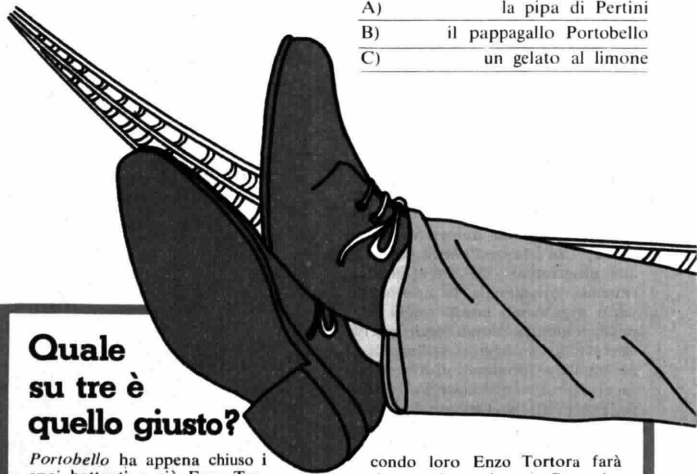 A) la pipa di Pertini
B) il pappagallo Portobello
C) un gelato al limone
Quale
su tre è
quello giusto?
Portobello ha appena chiuso i
condo loro Enzo Tortora farà